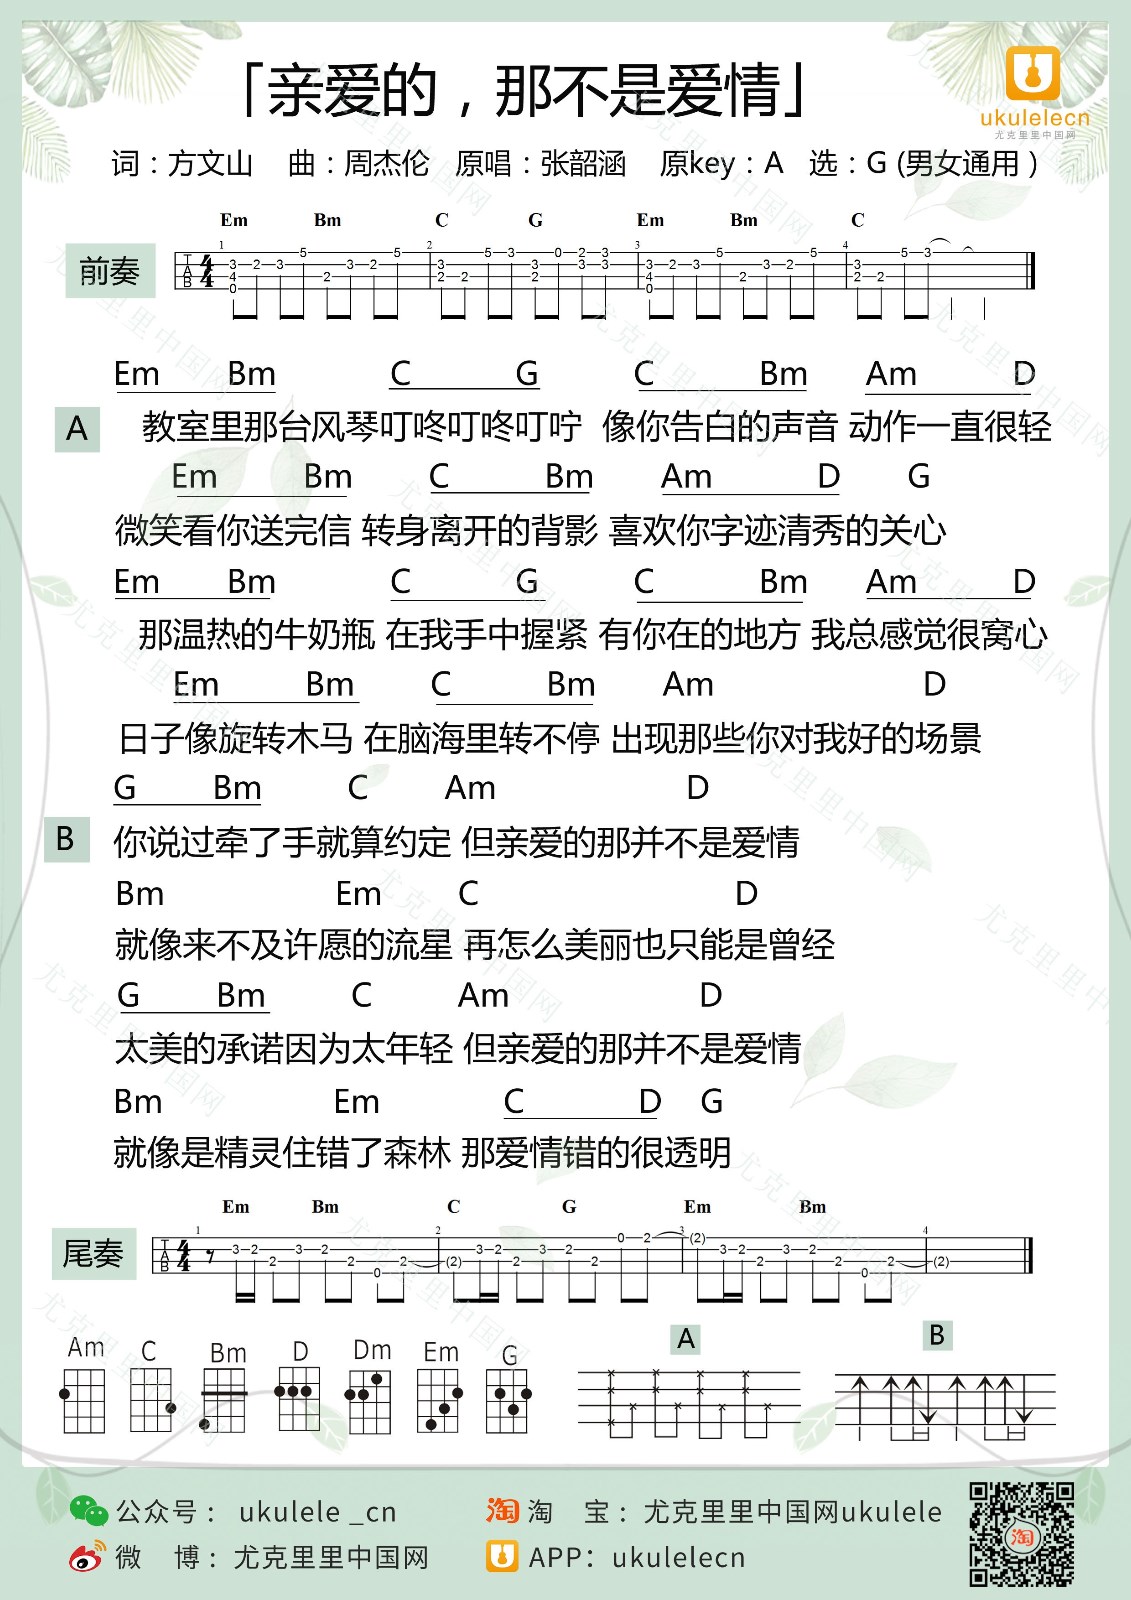 「亲爱的，那不是爱情」
ukulelecn
尤克里里中国网
词：方文山 曲：周杰伦 原唱：张韶涵 原key：A 选：G (男女通用 )
Em Bm C G Em Bm C
前奏
Em Bm C G C Bm Am D
A 教室里那台风琴叮咚叮咚叮咛 像你告白的声音 动作一直很轻
Em Bm C Bm Am D G
微笑看你送完信 转身离开的背影 喜欢你字迹清秀的关心
Em Bm C G C Bm Am D
那温热的牛奶瓶 在我手中握紧 有你在的地方 我总感觉很窝心
Em Bm C Bm Am D
日子像旋转木马 在脑海里转不停 出现那些你对我好的场景
G Bm C Am D
B 你说过牵了手就算约定 但亲爱的那并不是爱情
Bm Em C D
就像来不及许愿的流星 再怎么美丽也只能是曾经
G Bm C Am D
太美的承诺因为太年轻 但亲爱的那并不是爱情
Bm Em C D G
就像是精灵住错了森林 那爱情错的很透明
Em Bm C G Em Bm
尾奏
Am C Bm D Dm Em G A B
公众号： ukulele _cn 淘 淘 宝：尤克里里中国网ukulele
微 博：尤克里里中国网 APP：ukulelecn
淘